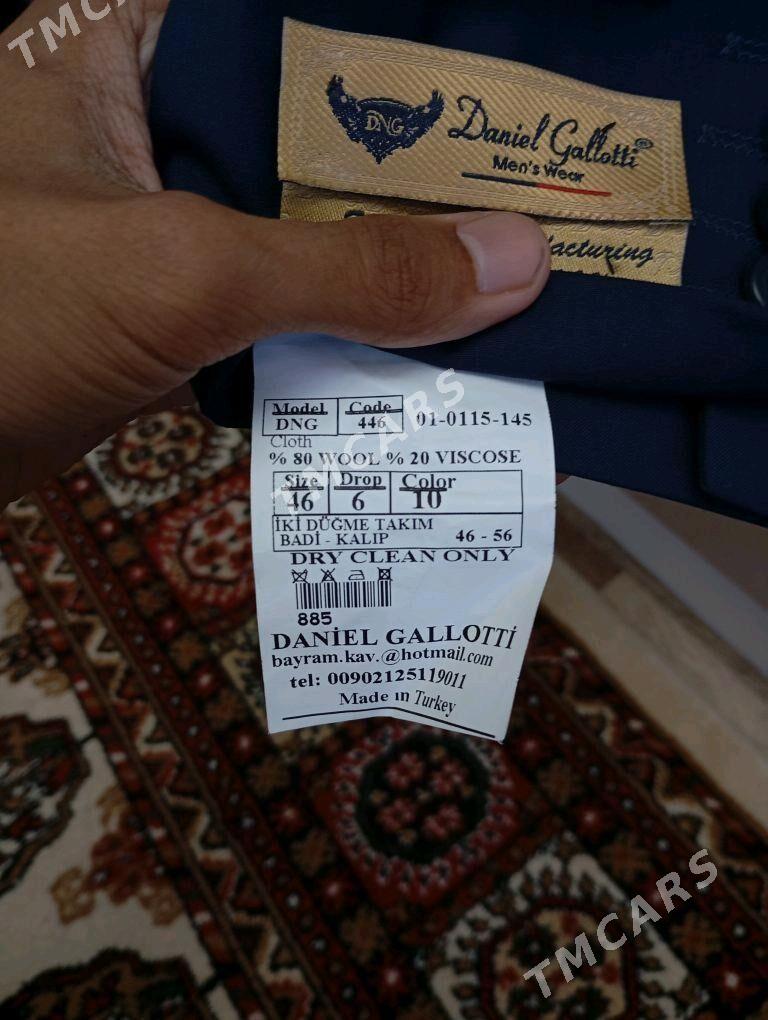 TMCARS
DNG
Daniel Gallotti®
Men's Wear
Model Code
DNG 446 01-0115-145
Cloth
% 80 WOOL % 20 VISCOSE
Size Drop Color
46 6 10
İKİ DÜĞME TAKIM
BADİ - KALIP 46 - 56
DRY CLEAN ONLY
885
DANİEL GALLOTTİ
bayram.kav.@hotmail.com
tel: 00902125119011
Made in Turkey
TMCARS
TMCARS